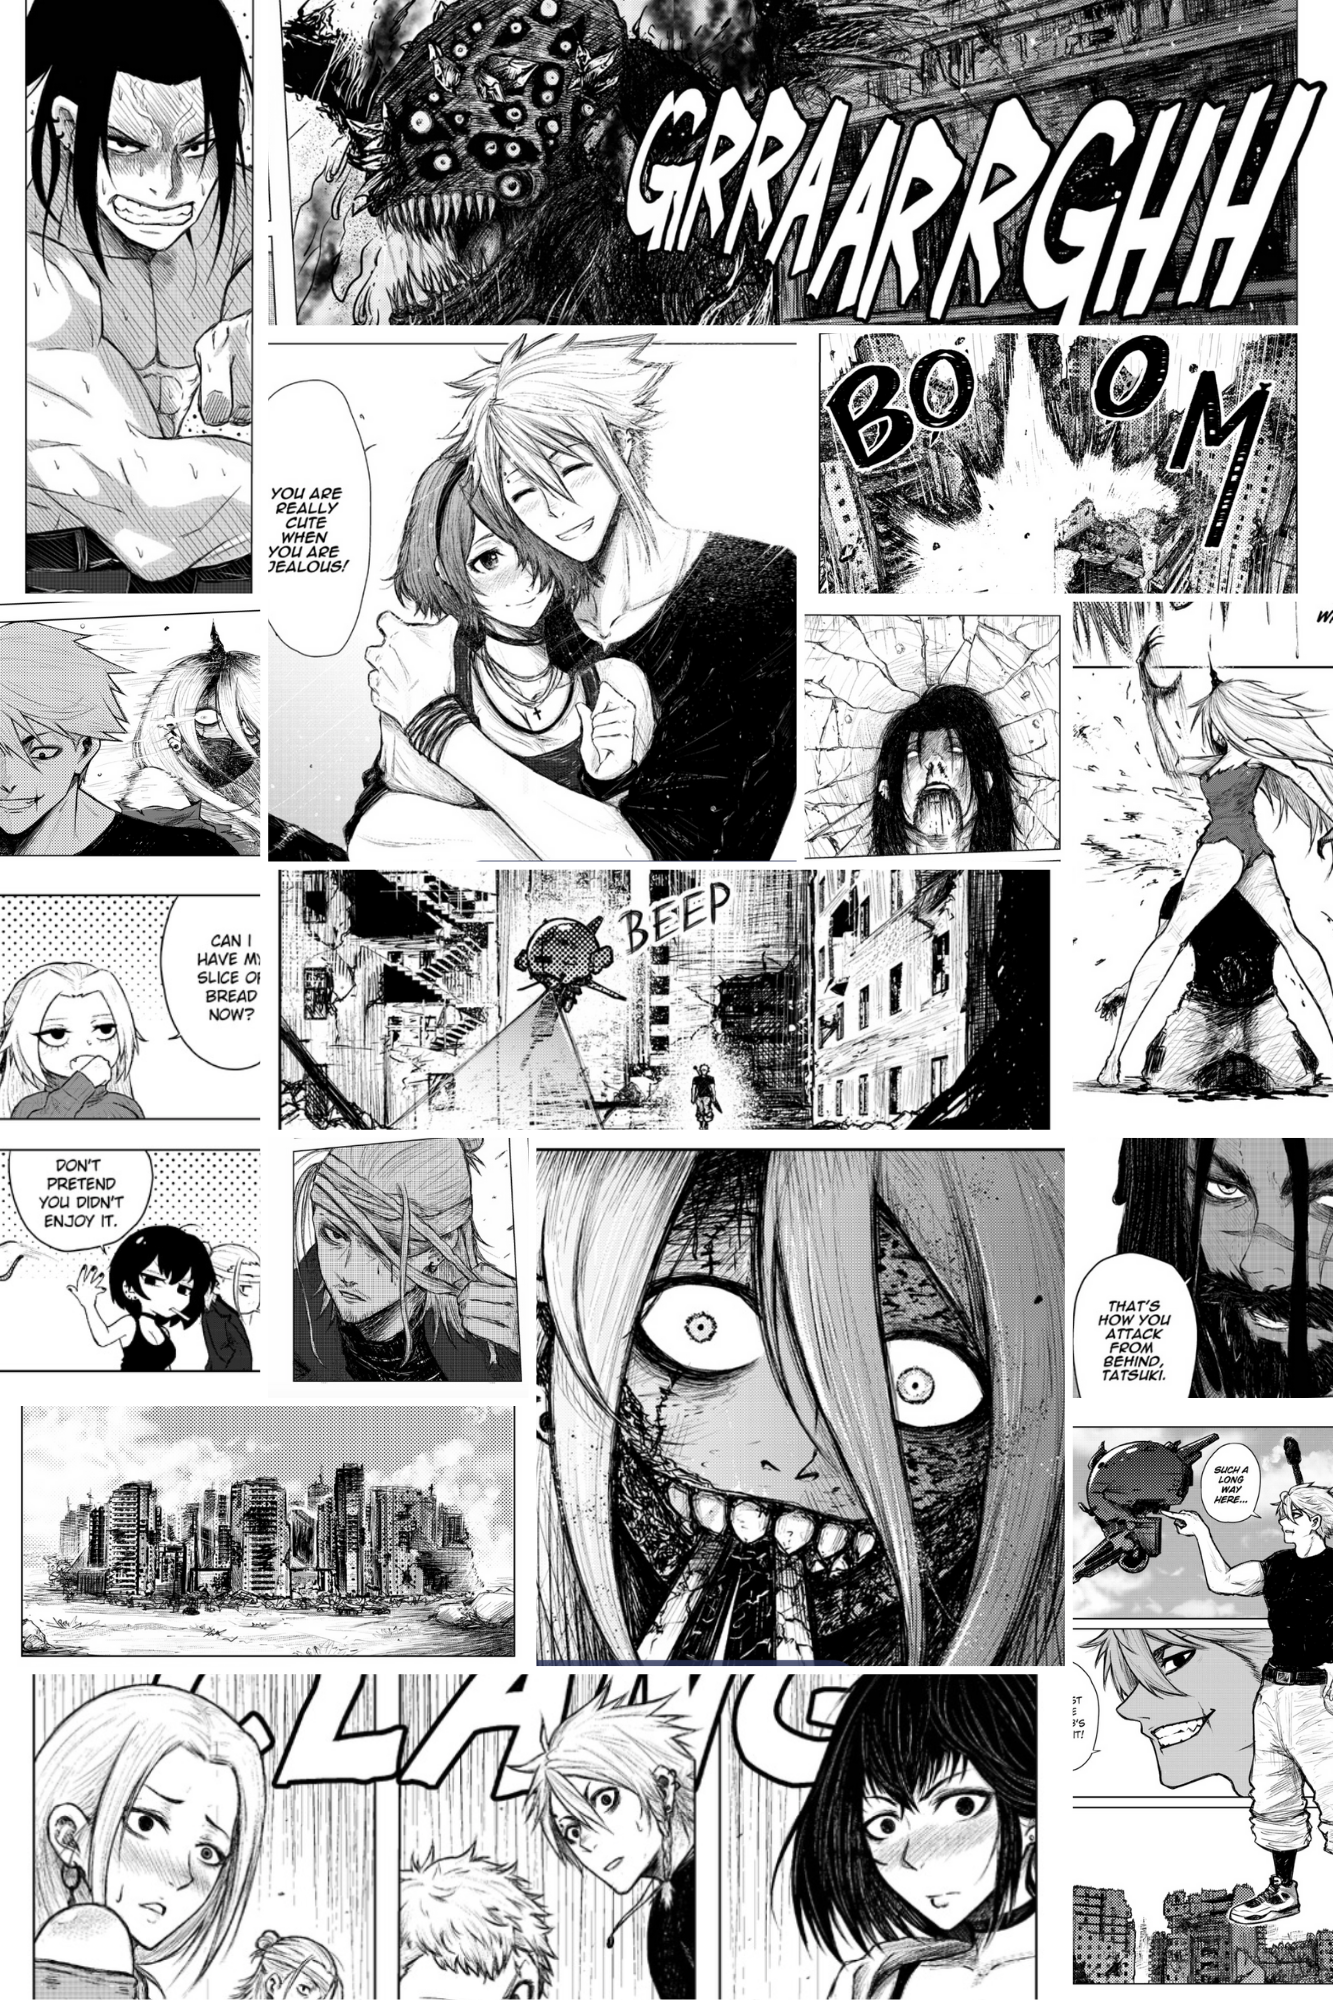 GRRAARRGHH
YOU ARE
REALLY
CUTE
WHEN
YOU ARE
JEALOUS!
BOOM
CAN I
HAVE MY
SLICE OF
BREAD
NOW?
BEEP
DON'T
PRETEND
YOU DIDN'T
ENJOY IT.
THAT'S
HOW YOU
ATTACK
FROM
BEHIND,
TATSUKI.
SUCH A
LONG
WAY
HERE...
LANG